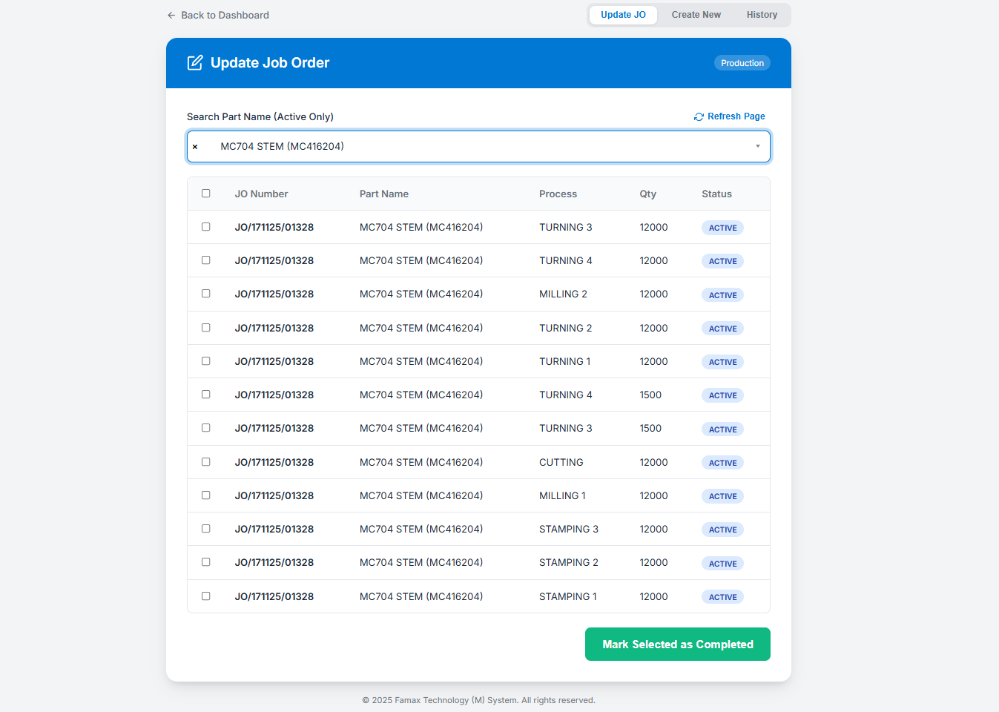 Back to Dashboard
Update JO Create New History
Update Job Order
Production
Search Part Name (Active Only)
Refresh Page
× MC704 STEM (MC416204)
JO Number Part Name Process Qty Status
JO/171125/01328 MC704 STEM (MC416204) TURNING 3 12000 ACTIVE
JO/171125/01328 MC704 STEM (MC416204) TURNING 4 12000 ACTIVE
JO/171125/01328 MC704 STEM (MC416204) MILLING 2 12000 ACTIVE
JO/171125/01328 MC704 STEM (MC416204) TURNING 2 12000 ACTIVE
JO/171125/01328 MC704 STEM (MC416204) TURNING 1 12000 ACTIVE
JO/171125/01328 MC704 STEM (MC416204) TURNING 4 1500 ACTIVE
JO/171125/01328 MC704 STEM (MC416204) TURNING 3 1500 ACTIVE
JO/171125/01328 MC704 STEM (MC416204) CUTTING 12000 ACTIVE
JO/171125/01328 MC704 STEM (MC416204) MILLING 1 12000 ACTIVE
JO/171125/01328 MC704 STEM (MC416204) STAMPING 3 12000 ACTIVE
JO/171125/01328 MC704 STEM (MC416204) STAMPING 2 12000 ACTIVE
JO/171125/01328 MC704 STEM (MC416204) STAMPING 1 12000 ACTIVE
Mark Selected as Completed
© 2025 Famax Technology (M) System. All rights reserved.